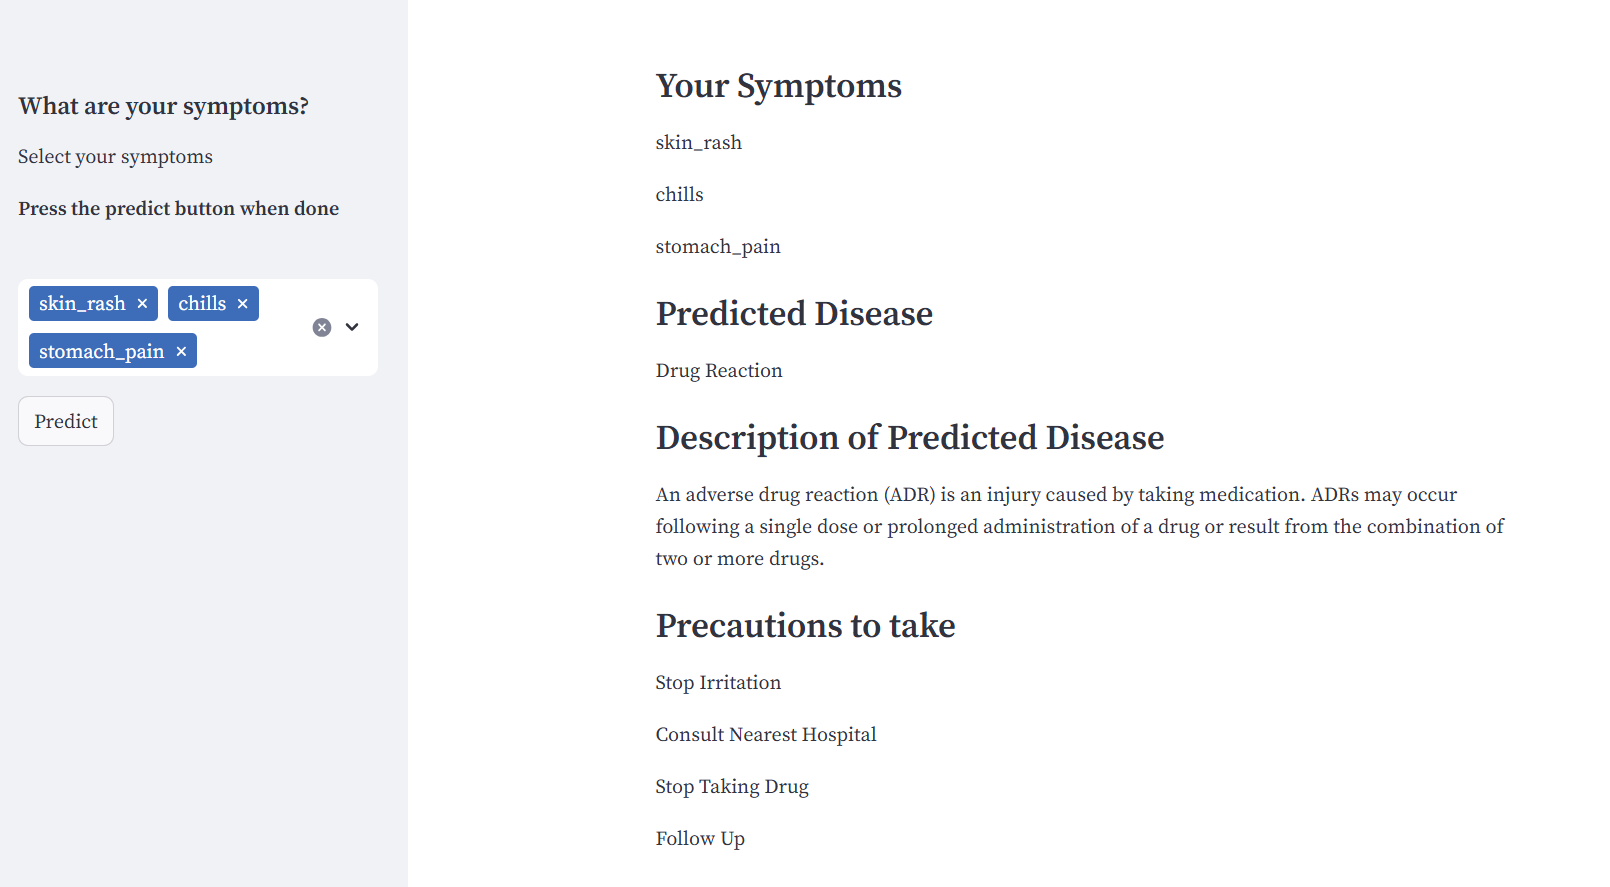 What are your symptoms?
Select your symptoms
Press the predict button when done
skin_rash × chills ×
stomach_pain ×
Predict
Your Symptoms
skin_rash
chills
stomach_pain
Predicted Disease
Drug Reaction
Description of Predicted Disease
An adverse drug reaction (ADR) is an injury caused by taking medication. ADRs may occur
following a single dose or prolonged administration of a drug or result from the combination of
two or more drugs.
Precautions to take
Stop Irritation
Consult Nearest Hospital
Stop Taking Drug
Follow Up